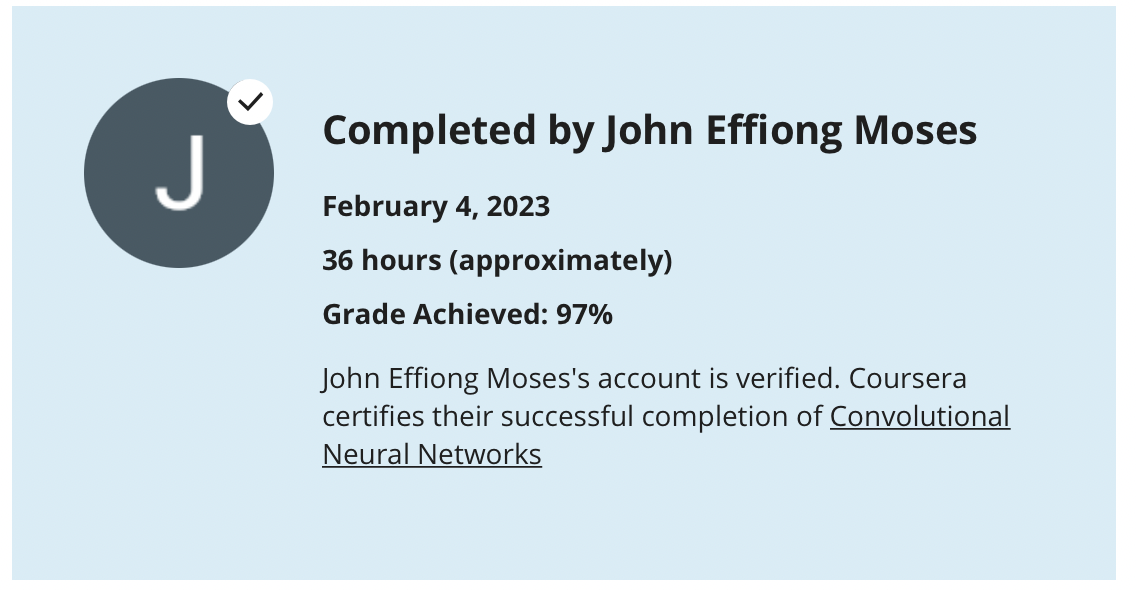 J
Completed by John Effiong Moses
February 4, 2023
36 hours (approximately)
Grade Achieved: 97%
John Effiong Moses's account is verified. Coursera
certifies their successful completion of Convolutional
Neural Networks